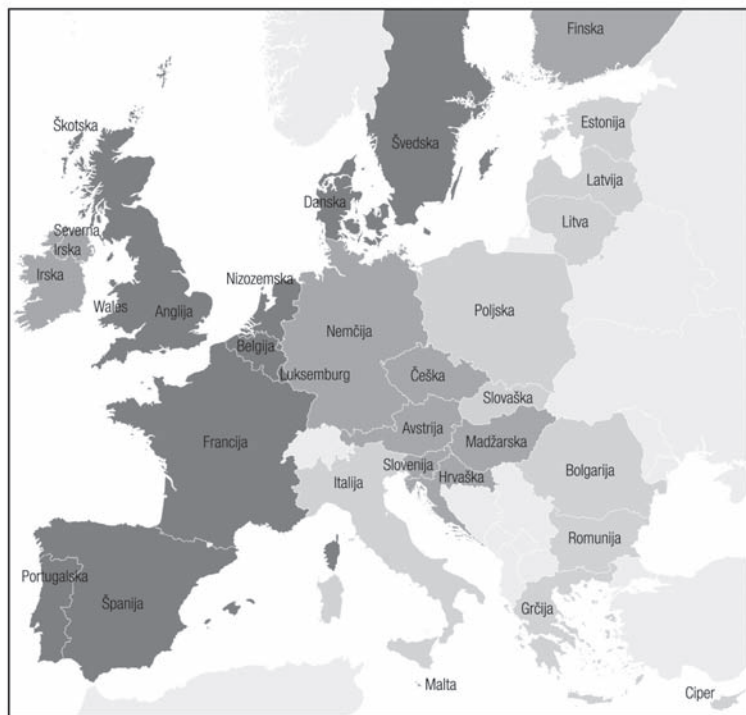 Finska
Škotska
Estonija
Švedska
Latvija
Danska
Litva
Severna
Irska
Irska
Nizozemska
Wales
Anglija
Poljska
Nemčija
Belgija
Luksemburg
Češka
Slovaška
Francija
Avstrija
Madžarska
Slovenija
Bolgarija
Hrvaška
Italija
Romunija
Portugalska
Španija
Grčija
Malta
Ciper